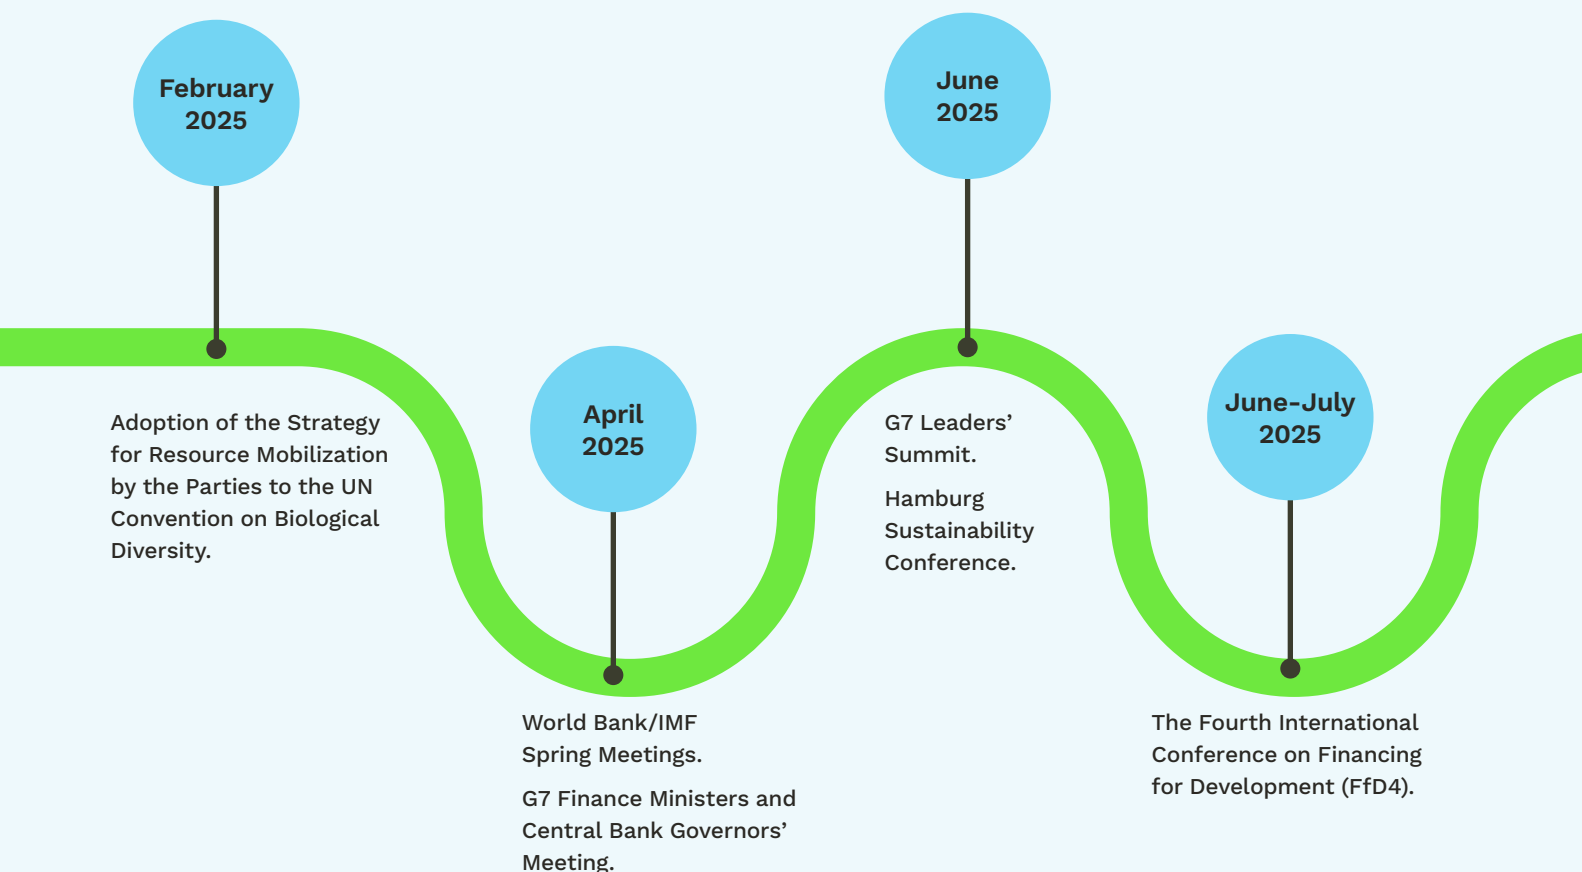 February
2025
Adoption of the Strategy
for Resource Mobilization
by the Parties to the UN
Convention on Biological
Diversity.
April
2025
World Bank/IMF
Spring Meetings.
G7 Finance Ministers and
Central Bank Governors’
Meeting.
June
2025
G7 Leaders’
Summit.
Hamburg
Sustainability
Conference.
June-July
2025
The Fourth International
Conference on Financing
for Development (FfD4).